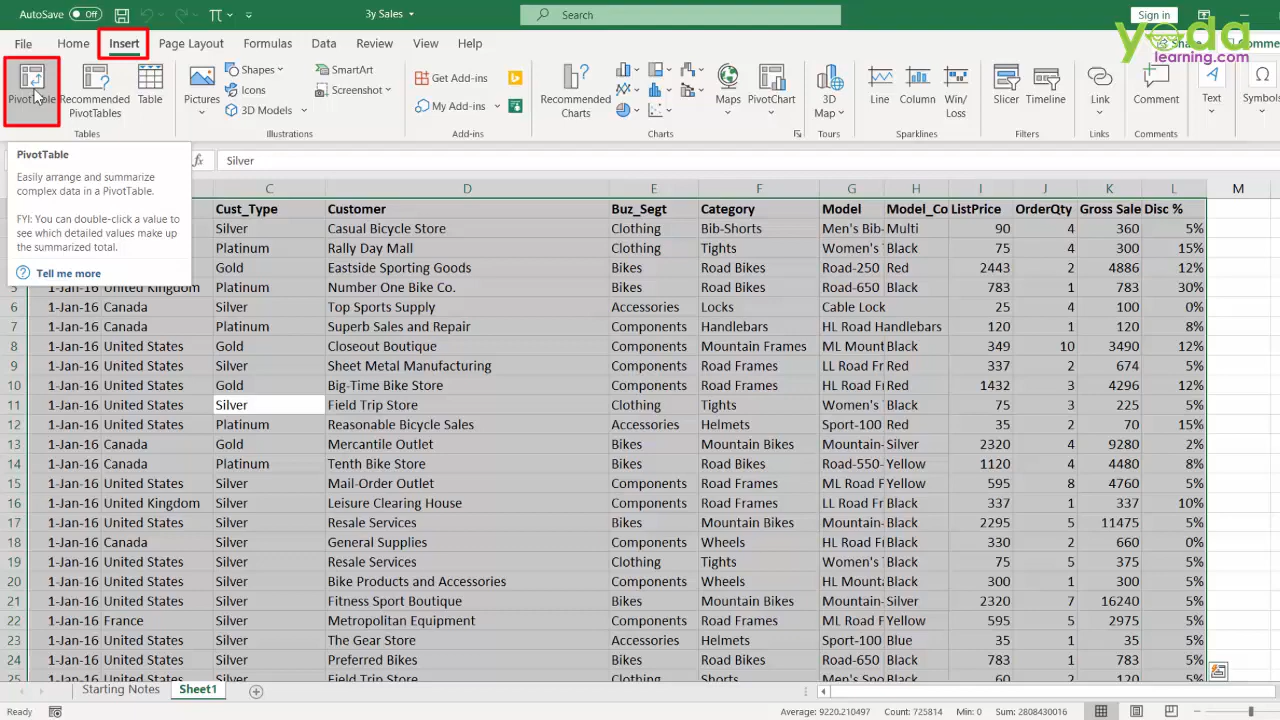 AutoSave Off 3y Sales Search Sign in
File Home Insert Page Layout Formulas Data Review View Help Share Comme
yoda
learning.com
PivotTable Recommended PivotTables Table
Tables
Pictures Shapes Icons 3D Models SmartArt Screenshot
Illustrations
Get Add-ins My Add-ins
Add-ins
Recommended Charts Maps PivotChart
Charts
3D Map
Tours
Line Column Win/Loss
Sparklines
Slicer Timeline
Filters
Link
Links
Comment
Comments
Text Symbols
PivotTable
Easily arrange and summarize
complex data in a PivotTable.
FYI: You can double-click a value to
see which detailed values make up
the summarized total.
Tell me more
fx Silver
C D E F G H I J K L M
Cust_Type Customer Buz_Segt Category Model Model_Co ListPrice OrderQty Gross Sale Disc %
Silver Casual Bicycle Store Clothing Bib-Shorts Men's Bib- Multi 90 4 360 5%
Platinum Rally Day Mall Clothing Tights Women's Black 75 4 300 15%
Gold Eastside Sporting Goods Bikes Road Bikes Road-250 Red 2443 2 4886 12%
5 1-Jan-16 United Kingdom Platinum Number One Bike Co. Bikes Road Bikes Road-650 Black 783 1 783 30%
6 1-Jan-16 Canada Silver Top Sports Supply Accessories Locks Cable Lock 25 4 100 0%
7 1-Jan-16 Canada Platinum Superb Sales and Repair Components Handlebars HL Road Handlebars 120 1 120 8%
8 1-Jan-16 United States Gold Closeout Boutique Components Mountain Frames ML Mount Black 349 10 3490 12%
9 1-Jan-16 United States Silver Sheet Metal Manufacturing Components Road Frames LL Road Fr Red 337 2 674 5%
10 1-Jan-16 United States Gold Big-Time Bike Store Components Road Frames HL Road Fr Red 1432 3 4296 12%
11 1-Jan-16 United States Silver Field Trip Store Clothing Tights Women's Black 75 3 225 5%
12 1-Jan-16 United States Platinum Reasonable Bicycle Sales Accessories Helmets Sport-100 Red 35 2 70 15%
13 1-Jan-16 Canada Gold Mercantile Outlet Bikes Mountain Bikes Mountain- Silver 2320 4 9280 2%
14 1-Jan-16 Canada Platinum Tenth Bike Store Bikes Road Bikes Road-550- Yellow 1120 4 4480 8%
15 1-Jan-16 United States Silver Mail-Order Outlet Components Road Frames ML Road F Yellow 595 8 4760 5%
16 1-Jan-16 United Kingdom Silver Leisure Clearing House Components Road Frames LL Road Fr Black 337 1 337 10%
17 1-Jan-16 United States Silver Resale Services Bikes Mountain Bikes Mountain- Black 2295 5 11475 5%
18 1-Jan-16 Canada Silver General Supplies Components Wheels HL Road Fr Black 330 2 660 0%
19 1-Jan-16 United States Silver Resale Services Clothing Tights Women's Black 75 5 375 5%
20 1-Jan-16 United States Silver Bike Products and Accessories Components Wheels HL Mounta Black 300 1 300 5%
21 1-Jan-16 United States Silver Fitness Sport Boutique Bikes Mountain Bikes Mountain- Silver 2320 7 16240 5%
22 1-Jan-16 France Silver Metropolitan Equipment Components Road Frames ML Road F Yellow 595 5 2975 5%
23 1-Jan-16 United States Silver The Gear Store Accessories Helmets Sport-100 Blue 35 1 35 5%
24 1-Jan-16 United States Silver Preferred Bikes Bikes Road Bikes Road-650 Black 783 1 783 5%
25 1-Jan-16 United States Silver Field Trip Store Clothing Shorts Women's Black 60 2 120 5%
Starting Notes Sheet1
Ready Average: 9220.210497 Count: 725814 Min: 0 Sum: 2808430016